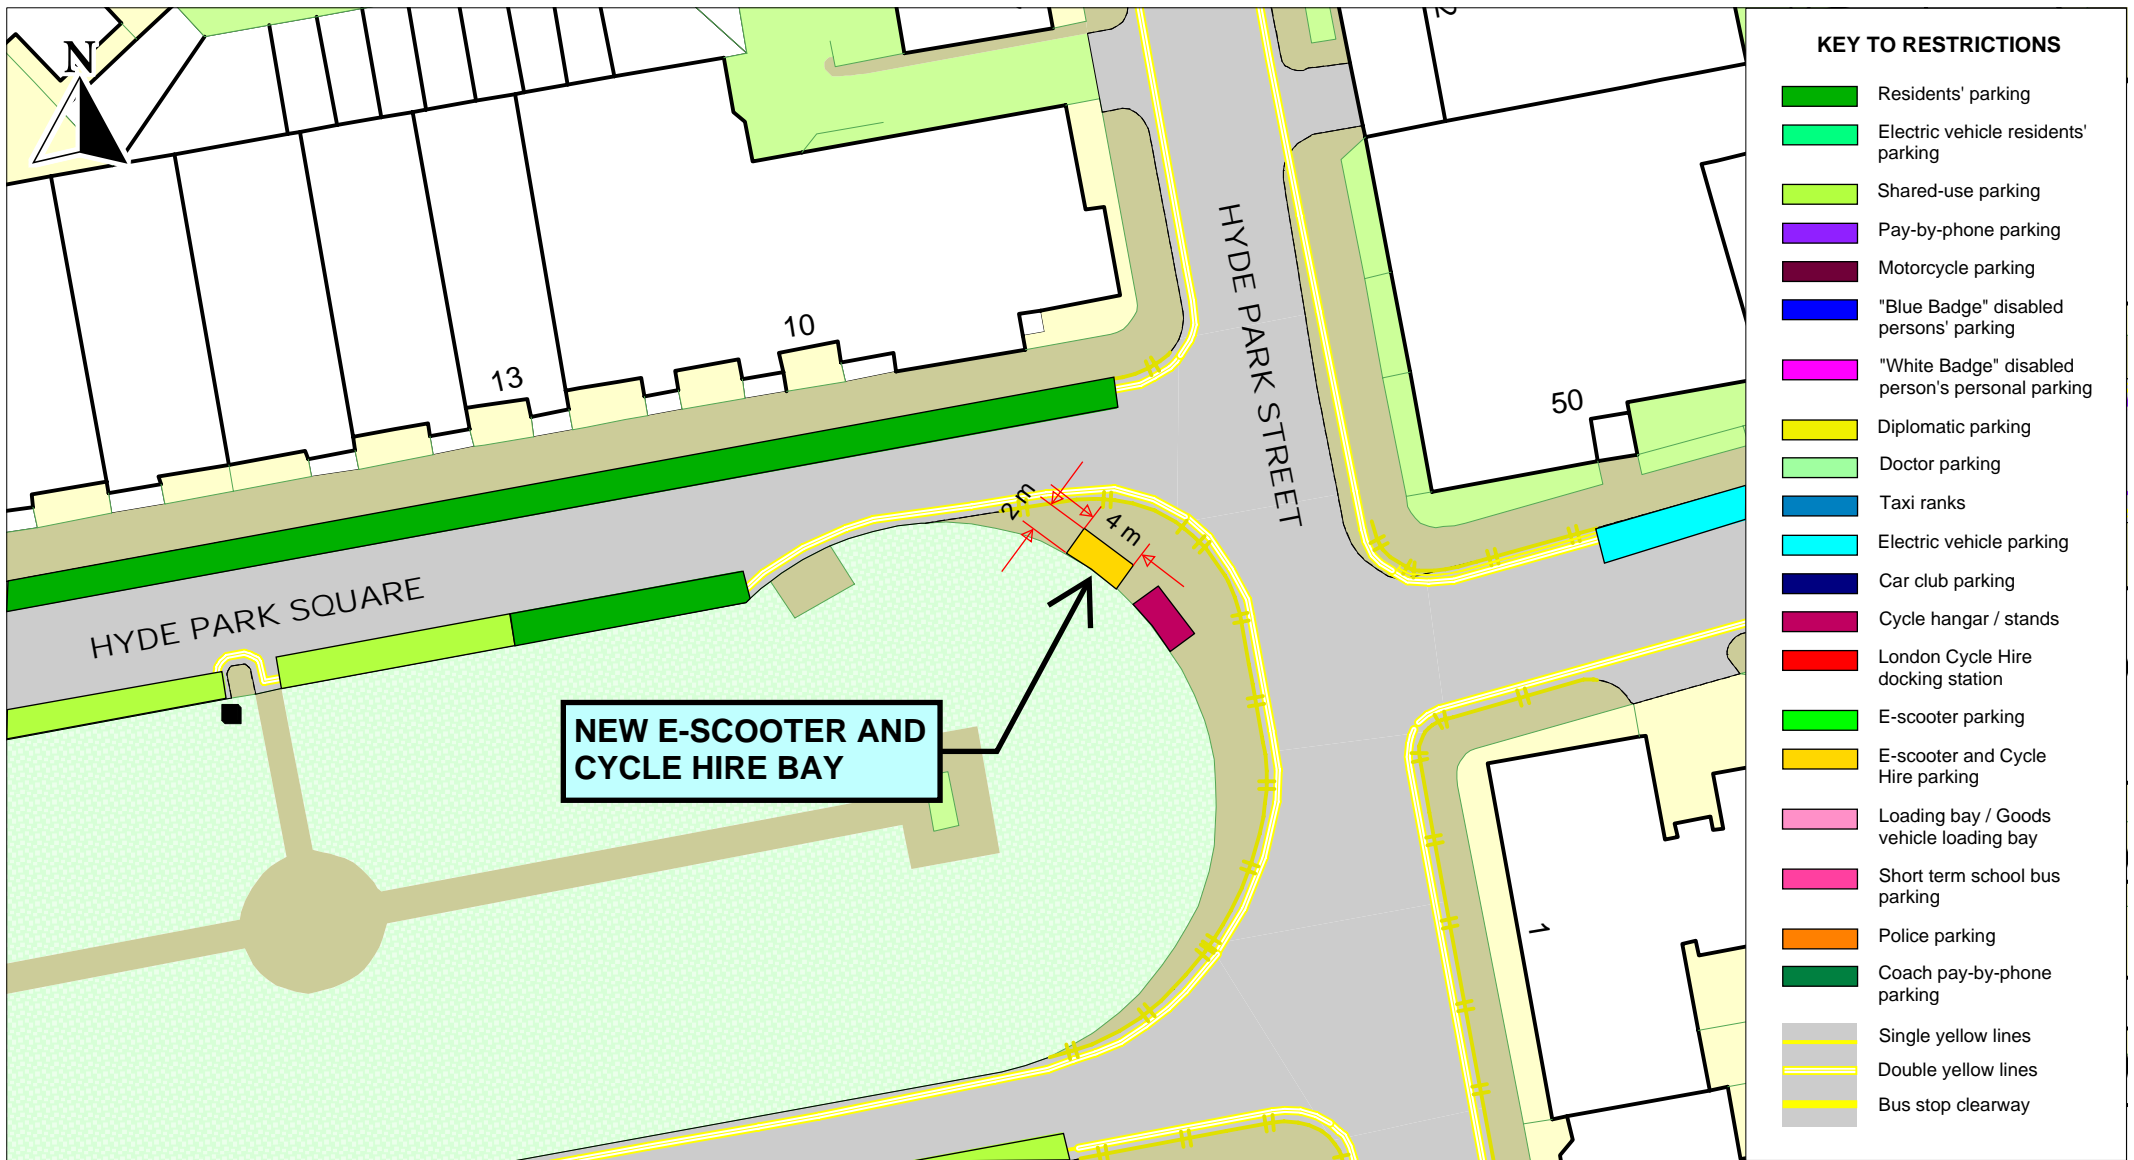 N
13
10
HYDE PARK STREET
50
2 m
4 m
HYDE PARK SQUARE
NEW E-SCOOTER AND
CYCLE HIRE BAY
1
KEY TO RESTRICTIONS
Residents' parking
Electric vehicle residents'
parking
Shared-use parking
Pay-by-phone parking
Motorcycle parking
"Blue Badge" disabled
persons' parking
"White Badge" disabled
person's personal parking
Diplomatic parking
Doctor parking
Taxi ranks
Electric vehicle parking
Car club parking
Cycle hangar / stands
London Cycle Hire
docking station
E-scooter parking
E-scooter and Cycle
Hire parking
Loading bay / Goods
vehicle loading bay
Short term school bus
parking
Police parking
Coach pay-by-phone
parking
Single yellow lines
Double yellow lines
Bus stop clearway